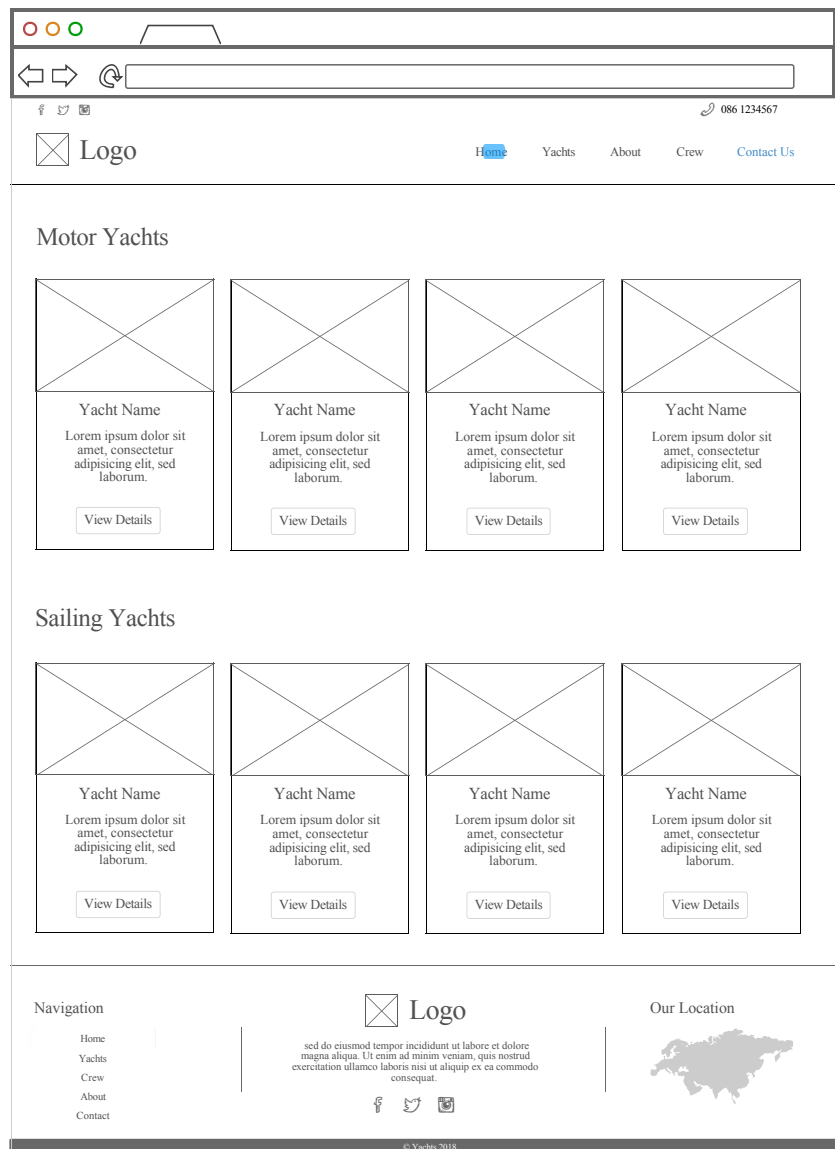 086 1234567
Logo
Home Yachts About Crew Contact Us
Motor Yachts
Yacht Name Yacht Name Yacht Name Yacht Name
Lorem ipsum dolor sit Lorem ipsum dolor sit Lorem ipsum dolor sit Lorem ipsum dolor sit
amet, consectetur amet, consectetur amet, consectetur amet, consectetur
adipisicing elit, sed adipisicing elit, sed adipisicing elit, sed adipisicing elit, sed
laborum. laborum. laborum. laborum.
View Details View Details View Details View Details
Sailing Yachts
Yacht Name Yacht Name Yacht Name Yacht Name
Lorem ipsum dolor sit Lorem ipsum dolor sit Lorem ipsum dolor sit Lorem ipsum dolor sit
amet, consectetur amet, consectetur amet, consectetur amet, consectetur
adipisicing elit, sed adipisicing elit, sed adipisicing elit, sed adipisicing elit, sed
laborum. laborum. laborum. laborum.
View Details View Details View Details View Details
Navigation
Home
Yachts
Crew
About
Contact
Logo
sed do eiusmod tempor incididunt ut labore et dolore
magna aliqua. Ut enim ad minim veniam, quis nostrud
exercitation ullamco laboris nisi ut aliquip ex ea commodo
consequat.
Our Location
© Yachts 2018